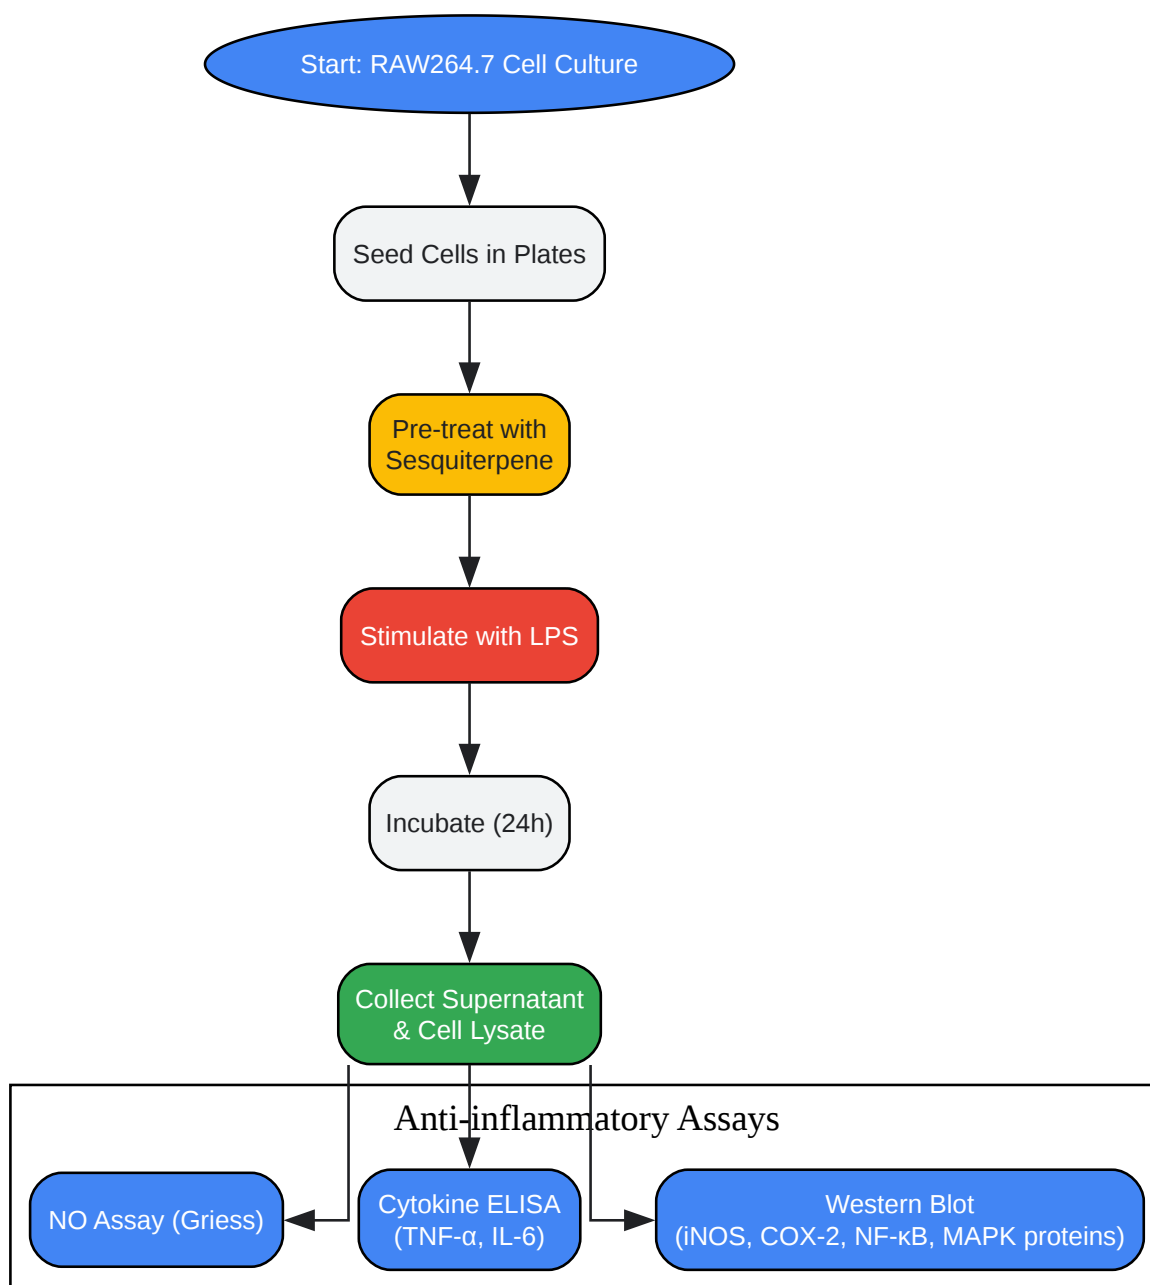 Start: RAW264.7 Cell Culture
Seed Cells in Plates
Pre-treat with
Sesquiterpene
Stimulate with LPS
Incubate (24h)
Collect Supernatant
& Cell Lysate
Anti-inflammatory Assays
NO Assay (Griess)
Cytokine ELISA
(TNF-α, IL-6)
Western Blot
(iNOS, COX-2, NF-κB, MAPK proteins)